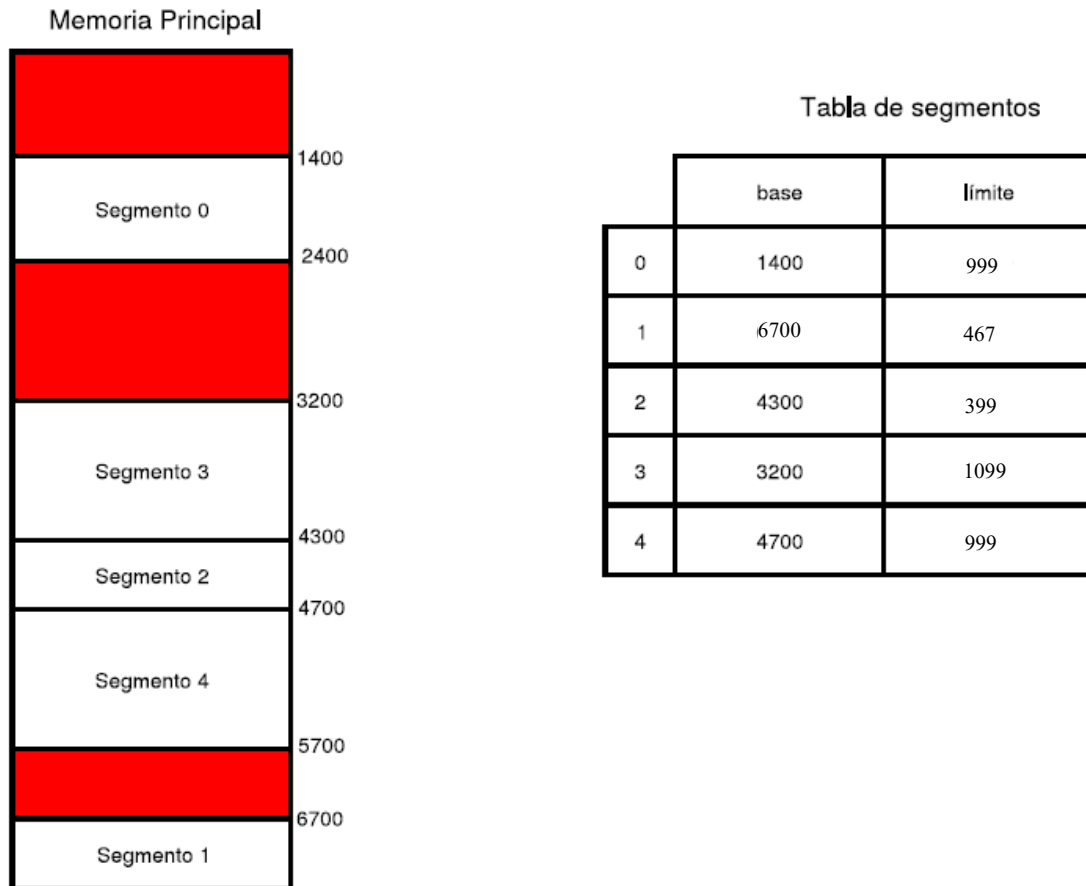 Memoria Principal
1400
Segmento 0
2400
3200
Segmento 3
4300
Segmento 2
4700
Segmento 4
5700
6700
Segmento 1
Tabla de segmentos
base límite
0 1400 999
1 6700 467
2 4300 399
3 3200 1099
4 4700 999